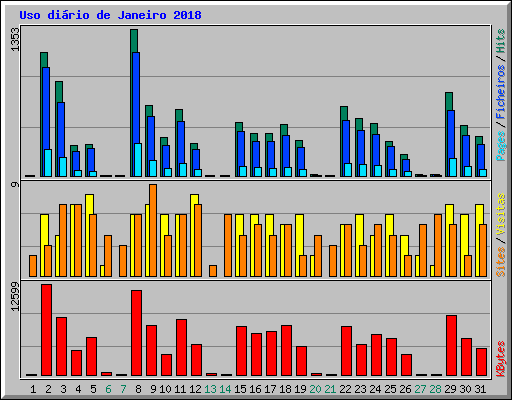 Uso diário de Janeiro 2018
1353
Pages / Ficheiros / Hits
9
Sites / Visitas
12599
KBytes
1 2 3 4 5 6 7 8 9 10 11 12 13 14 15 16 17 18 19 20 21 22 23 24 25 26 27 28 29 30 31